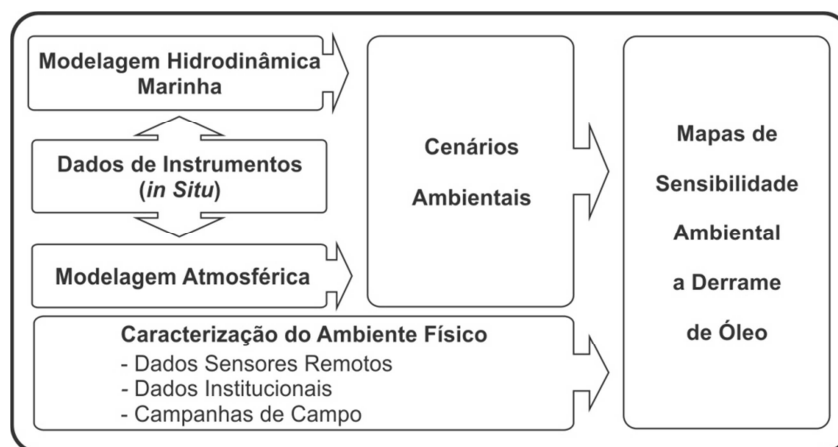 Modelagem Hidrodinâmica
Marinha
Dados de Instrumentos
(in Situ)
Modelagem Atmosférica
Cenários
Ambientais
Caracterização do Ambiente Físico
- Dados Sensores Remotos
- Dados Institucionais
- Campanhas de Campo
Mapas de
Sensibilidade
Ambiental
a Derrame
de Óleo